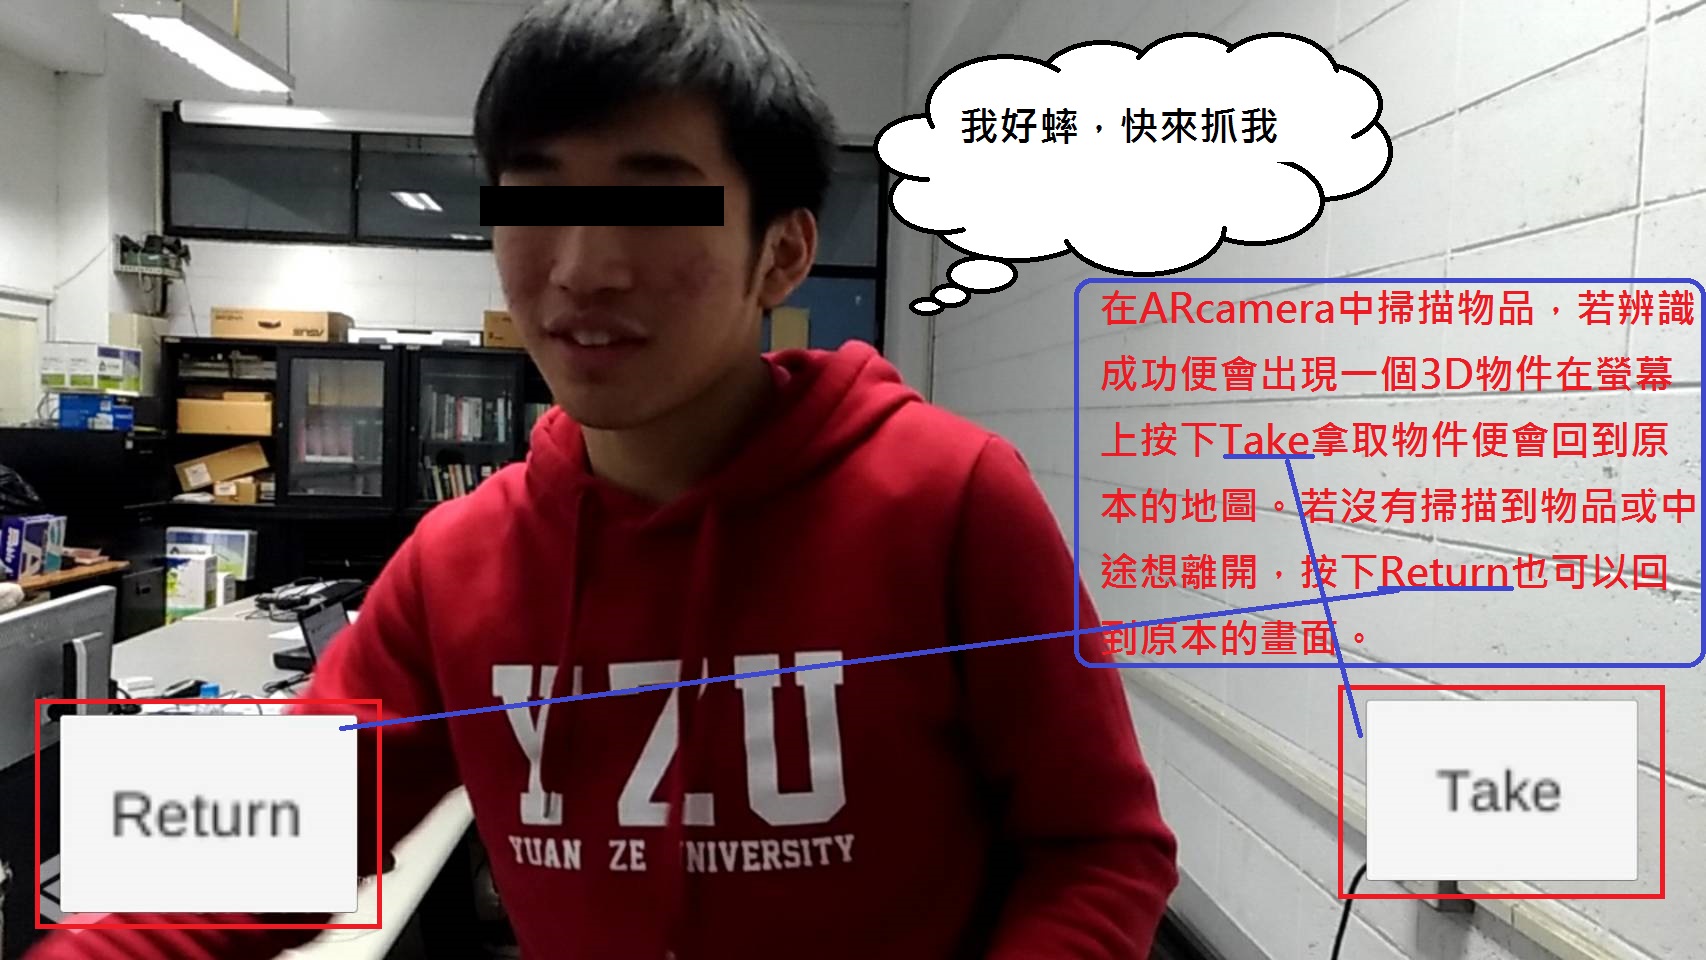 我好蟀，快來抓我
在ARcamera中掃描物品，若辨識
成功便會出現一個3D物件在螢幕
上按下Take拿取物件便會回到原
本的地圖。若沒有掃描到物品或中
途想離開，按下Return也可以回
到原本的畫面。
YZU
YUAN ZE UNIVERSITY
Return
Take